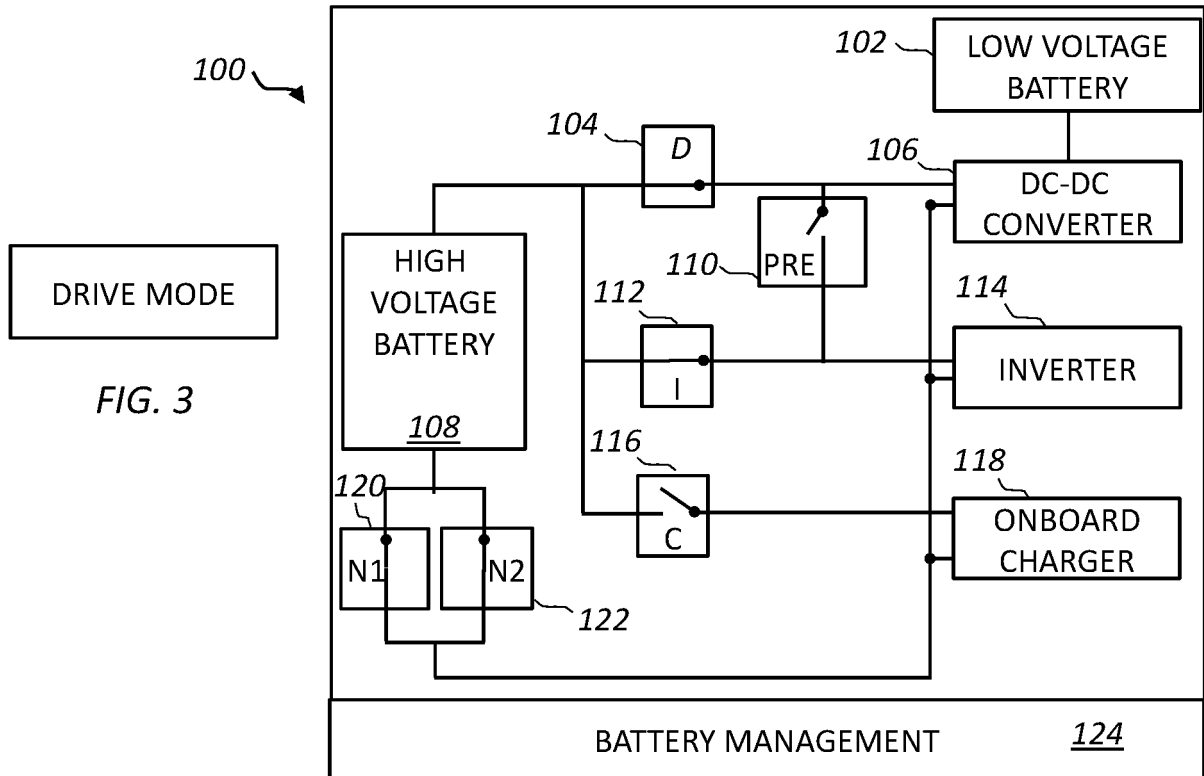 100
102
LOW VOLTAGE
BATTERY
104
D
106
DC-DC
CONVERTER
DRIVE MODE
FIG. 3
HIGH
VOLTAGE
BATTERY
108
110
PRE
112
I
114
INVERTER
116
C
118
ONBOARD
CHARGER
120
N1
N2
122
BATTERY MANAGEMENT
124